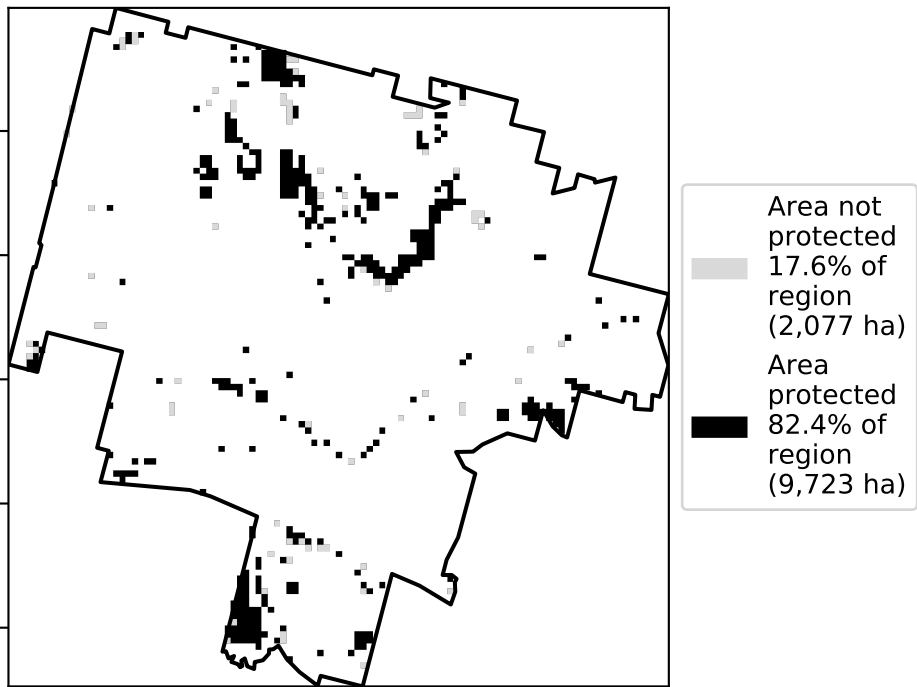 Area not
protected
17.6% of
region
(2,077 ha)
Area
protected
82.4% of
region
(9,723 ha)